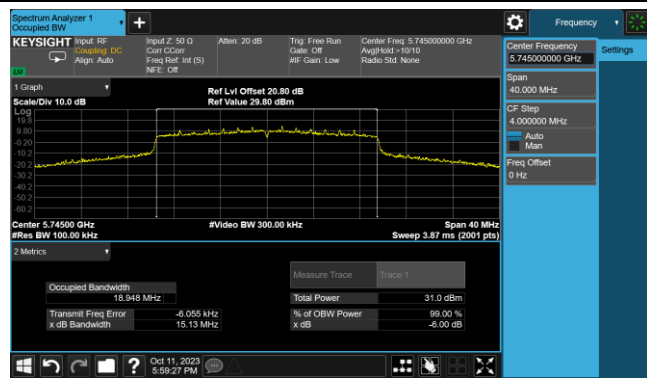 Spectrum Analyzer 1
Occupied BW
Frequency
KEYSIGHT
Input: RF
Coupling: DC
Align: Auto
Input Z: 50 Ω
Corr CCorr
Freq Ref: Int (S)
NFE: Off
Atten: 20 dB
Trig: Free Run
Gate: Off
#IF Gain: Low
Center Freq: 5.745000000 GHz
Avg|Hold:>10/10
Radio Std: None
LW
Center Frequency
5.745000000 GHz
Settings
Span
40.000 MHz
CF Step
4.000000 MHz
Auto
Man
Freq Offset
0 Hz
1 Graph
Scale/Div 10.0 dB
Ref Lvl Offset 20.80 dB
Ref Value 29.80 dBm
Log
19.8
9.80
-0.20
-10.2
-20.2
-30.2
-40.2
-50.2
-60.2
Center 5.74500 GHz
#Video BW 300.00 kHz
Span 40 MHz
#Res BW 100.00 kHz
Sweep 3.87 ms (2001 pts)
2 Metrics
Measure Trace
Trace 1
Occupied Bandwidth
18.948 MHz
Total Power
31.0 dBm
Transmit Freq Error
-6.055 kHz
% of OBW Power
99.00 %
x dB Bandwidth
15.13 MHz
x dB
-6.00 dB
?
Oct 11, 2023
5:59:27 PM